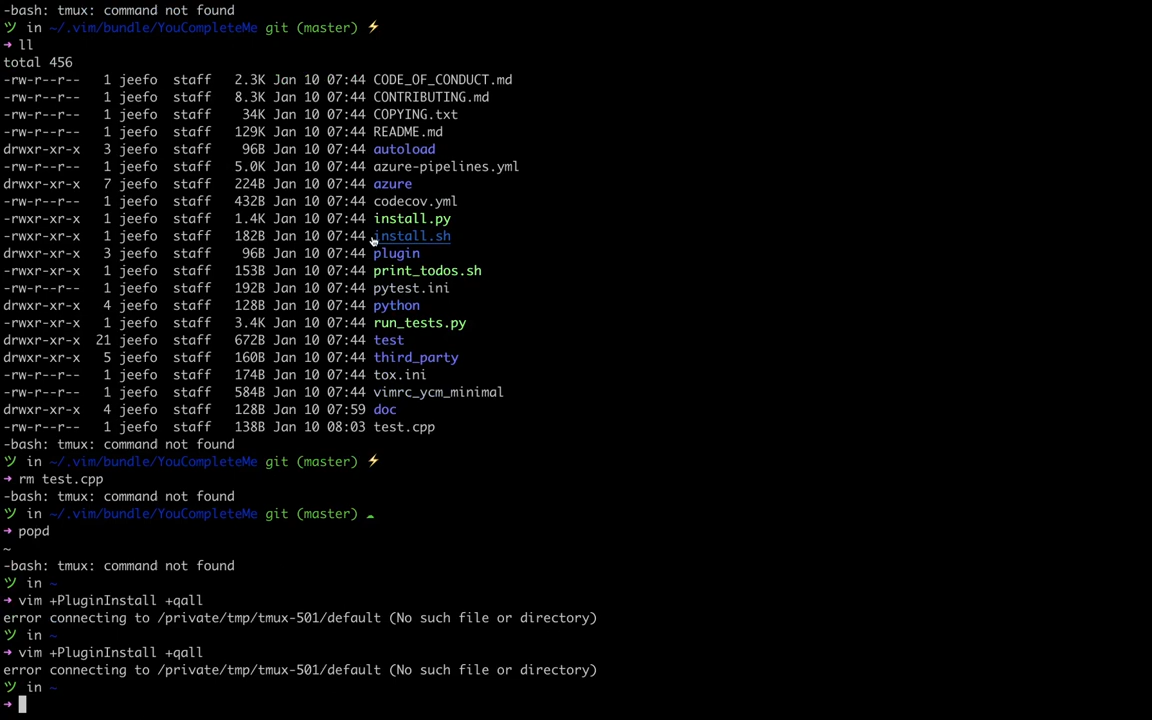 -bash: tmux: command not found
ツ in ~/.vim/bundle/YouCompleteMe git (master) ⚡
→ ll
total 456
-rw-r--r--   1 jeefo  staff   2.3K Jan 10 07:44 CODE_OF_CONDUCT.md
-rw-r--r--   1 jeefo  staff   8.3K Jan 10 07:44 CONTRIBUTING.md
-rw-r--r--   1 jeefo  staff    34K Jan 10 07:44 COPYING.txt
-rw-r--r--   1 jeefo  staff   129K Jan 10 07:44 README.md
drwxr-xr-x   3 jeefo  staff    96B Jan 10 07:44 autoload
-rw-r--r--   1 jeefo  staff   5.0K Jan 10 07:44 azure-pipelines.yml
drwxr-xr-x   7 jeefo  staff   224B Jan 10 07:44 azure
-rw-r--r--   1 jeefo  staff   432B Jan 10 07:44 codecov.yml
-rwxr-xr-x   1 jeefo  staff   1.4K Jan 10 07:44 install.py
-rwxr-xr-x   1 jeefo  staff   182B Jan 10 07:44 install.sh
drwxr-xr-x   3 jeefo  staff    96B Jan 10 07:44 plugin
-rwxr-xr-x   1 jeefo  staff   153B Jan 10 07:44 print_todos.sh
-rw-r--r--   1 jeefo  staff   192B Jan 10 07:44 pytest.ini
drwxr-xr-x   4 jeefo  staff   128B Jan 10 07:44 python
-rwxr-xr-x   1 jeefo  staff   3.4K Jan 10 07:44 run_tests.py
drwxr-xr-x  21 jeefo  staff   672B Jan 10 07:44 test
drwxr-xr-x   5 jeefo  staff   160B Jan 10 07:44 third_party
-rw-r--r--   1 jeefo  staff   174B Jan 10 07:44 tox.ini
-rw-r--r--   1 jeefo  staff   584B Jan 10 07:44 vimrc_ycm_minimal
drwxr-xr-x   4 jeefo  staff   128B Jan 10 07:59 doc
-rw-r--r--   1 jeefo  staff   138B Jan 10 08:03 test.cpp
-bash: tmux: command not found
ツ in ~/.vim/bundle/YouCompleteMe git (master) ⚡
→ rm test.cpp
-bash: tmux: command not found
ツ in ~/.vim/bundle/YouCompleteMe git (master) ☁
→ popd
~
-bash: tmux: command not found
ツ in ~
→ vim +PluginInstall +qall
error connecting to /private/tmp/tmux-501/default (No such file or directory)
ツ in ~
→ vim +PluginInstall +qall
error connecting to /private/tmp/tmux-501/default (No such file or directory)
ツ in ~
→